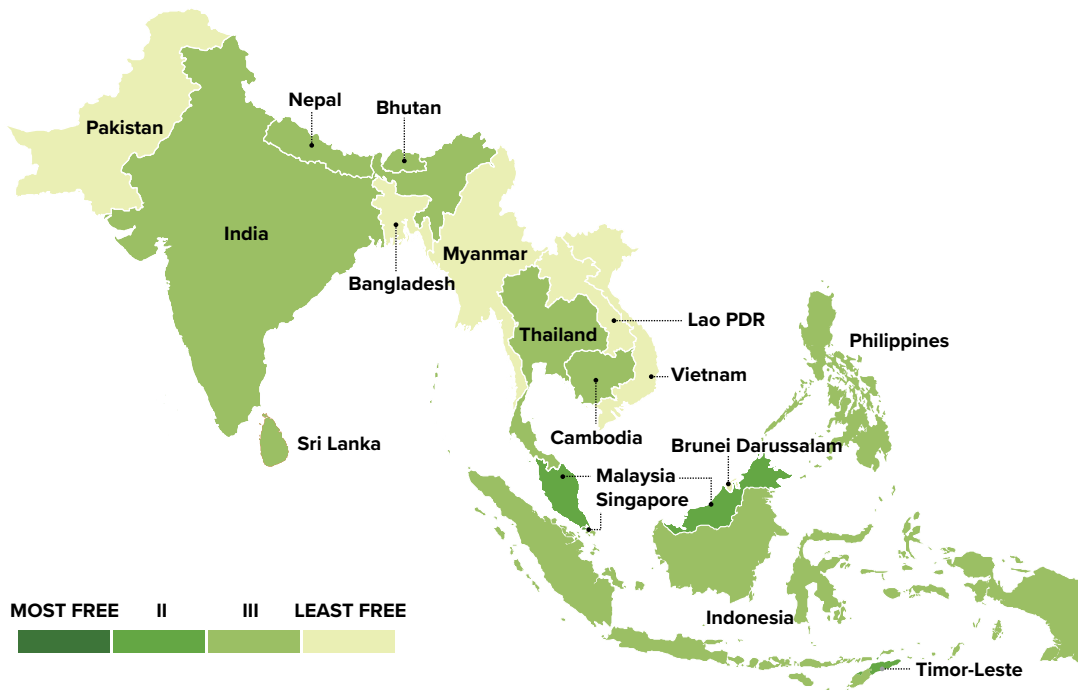 Nepal
Bhutan
Pakistan
India
Myanmar
Bangladesh
Lao PDR
Thailand
Philippines
Vietnam
Cambodia
Sri Lanka
Brunei Darussalam
Malaysia
Singapore
MOST FREE II III LEAST FREE
Indonesia
Timor-Leste